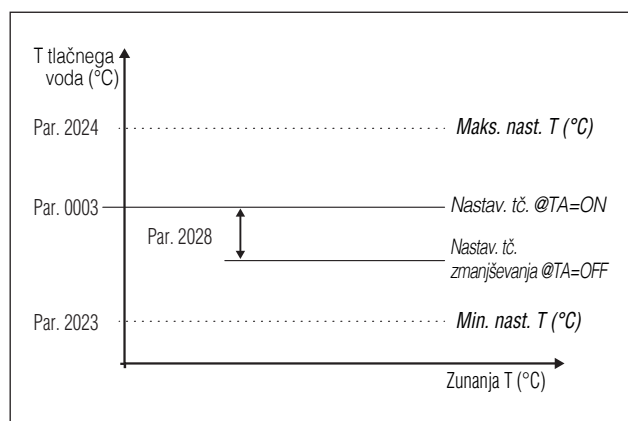 T tlačnega
voda (°C)
Par. 2024
Maks. nast. T (°C)
Par. 0003
Nastav. tč. @TA=ON
Par. 2028
Nastav. tč.
zmanjševanja @TA=OFF
Par. 2023
Min. nast. T (°C)
Zunanja T (°C)